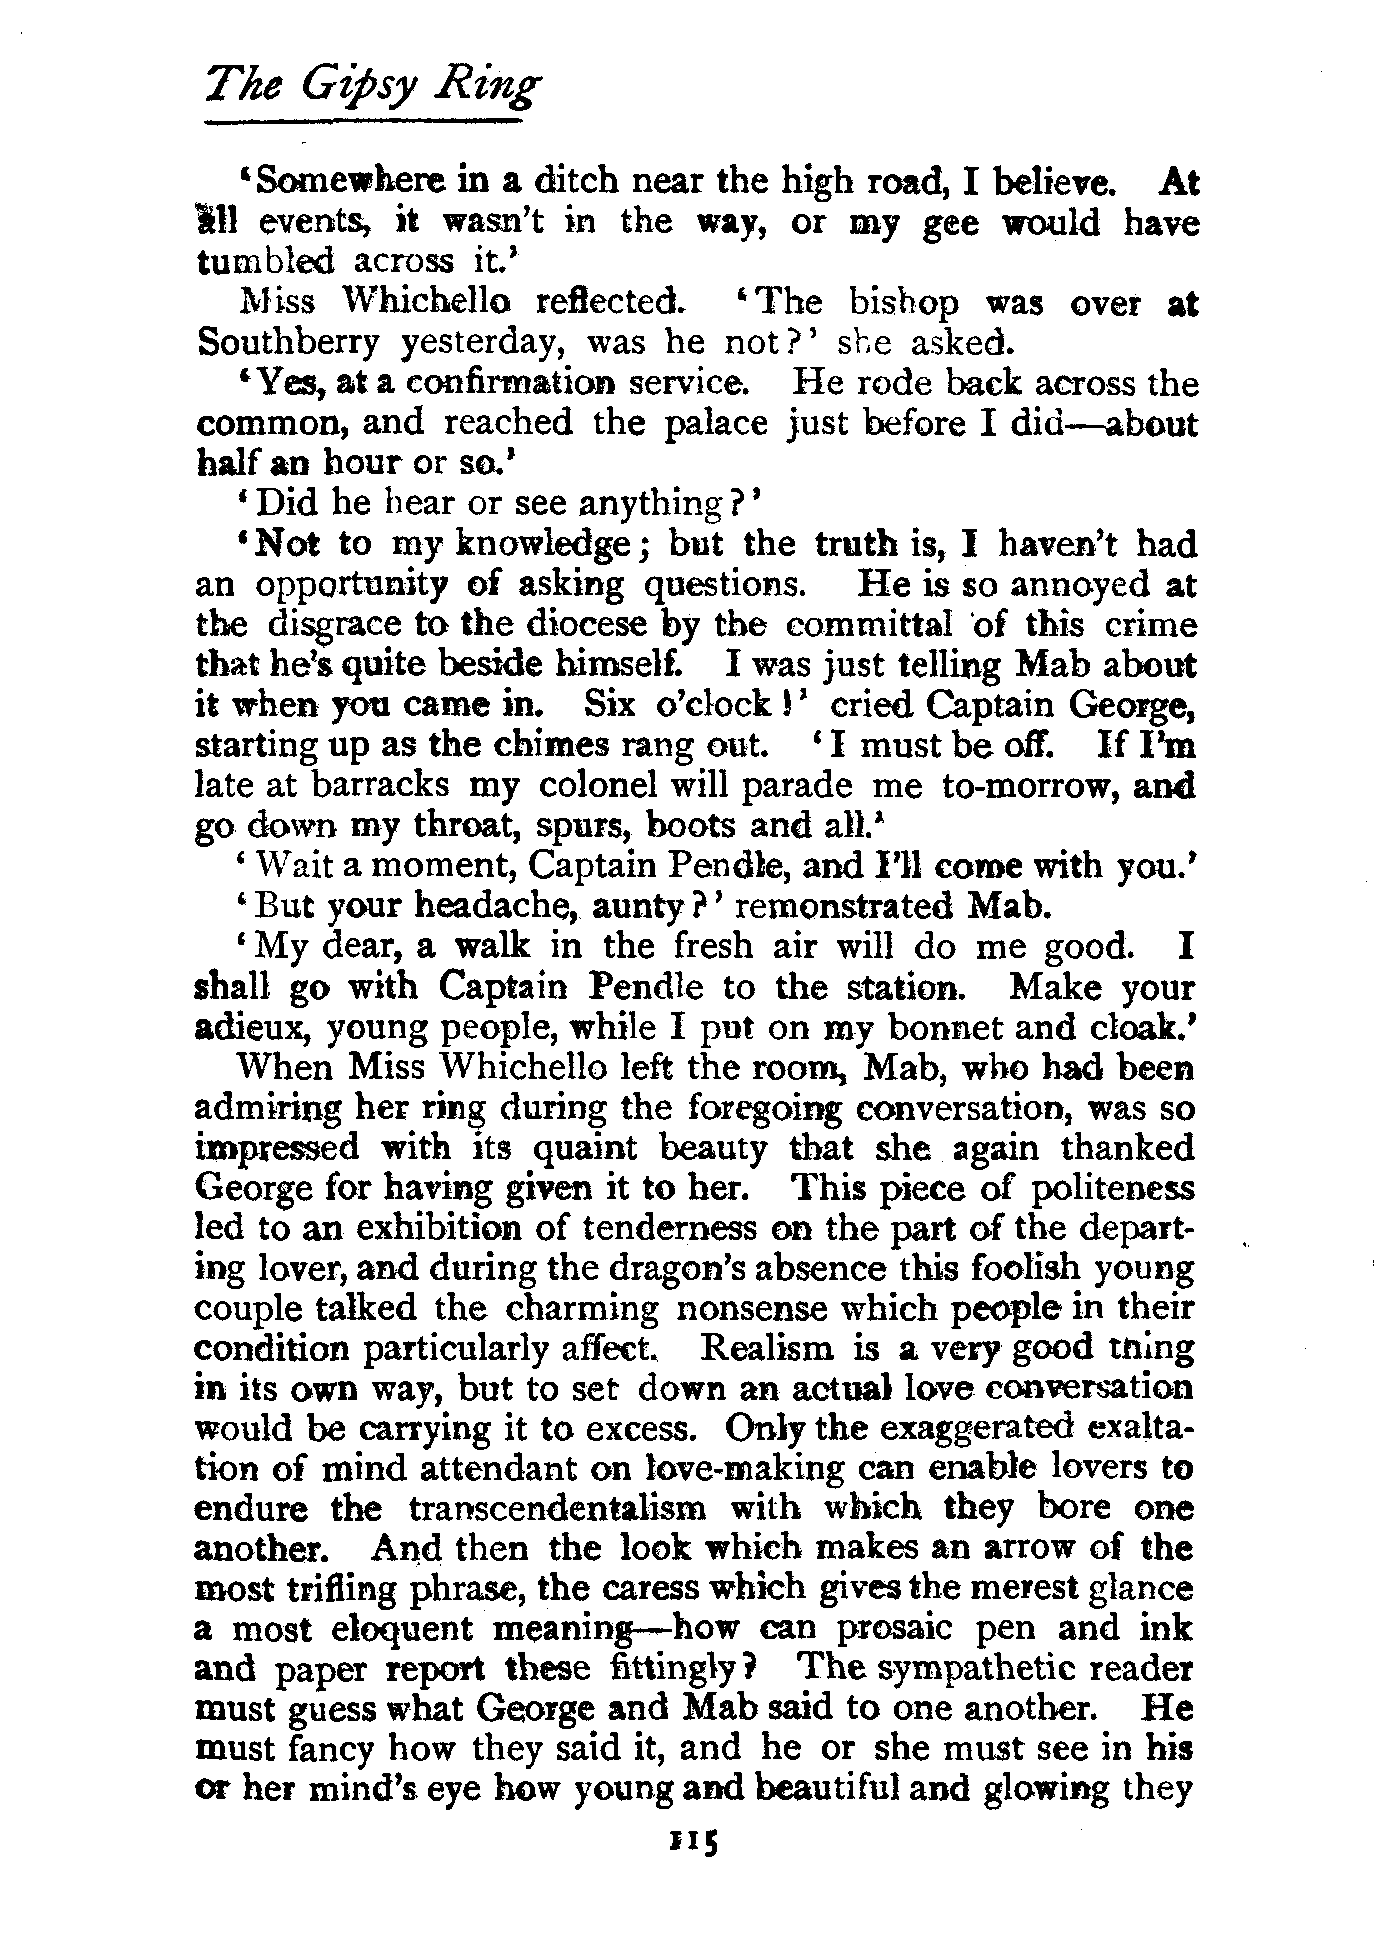 The Gipsy Ring
‘Somewhere in a ditch near the high road, I believe. At
all events, it wasn't in the way, or my gee would have
tumbled across it.’
Miss Whichello reflected. ‘The bishop was over at
Southberry yesterday, was he not?’ she asked.
‘Yes, at a confirmation service. He rode back across the
common, and reached the palace just before I did—about
half an hour or so.’
‘Did he hear or see anything?’
‘Not to my knowledge; but the truth is, I haven't had
an opportunity of asking questions. He is so annoyed at
the disgrace to the diocese by the committal of this crime
that he's quite beside himself. I was just telling Mab about
it when you came in. Six o'clock!’ cried Captain George,
starting up as the chimes rang out. ‘I must be off. If I'm
late at barracks my colonel will parade me to-morrow, and
go down my throat, spurs, boots and all.’
‘Wait a moment, Captain Pendle, and I'll come with you.’
‘But your headache, aunty?’ remonstrated Mab.
‘My dear, a walk in the fresh air will do me good. I
shall go with Captain Pendle to the station. Make your
adieux, young people, while I put on my bonnet and cloak.’
When Miss Whichello left the room, Mab, who had been
admiring her ring during the foregoing conversation, was so
impressed with its quaint beauty that she again thanked
George for having given it to her. This piece of politeness
led to an exhibition of tenderness on the part of the depart-
ing lover, and during the dragon's absence this foolish young
couple talked the charming nonsense which people in their
condition particularly affect. Realism is a very good thing
in its own way, but to set down an actual love conversation
would be carrying it to excess. Only the exaggerated exalta-
tion of mind attendant on love-making can enable lovers to
endure the transcendentalism with which they bore one
another. And then the look which makes an arrow of the
most trifling phrase, the caress which gives the merest glance
a most eloquent meaning—how can prosaic pen and ink
and paper report these fittingly? The sympathetic reader
must guess what George and Mab said to one another. He
must fancy how they said it, and he or she must see in his
or her mind's eye how young and beautiful and glowing they
115